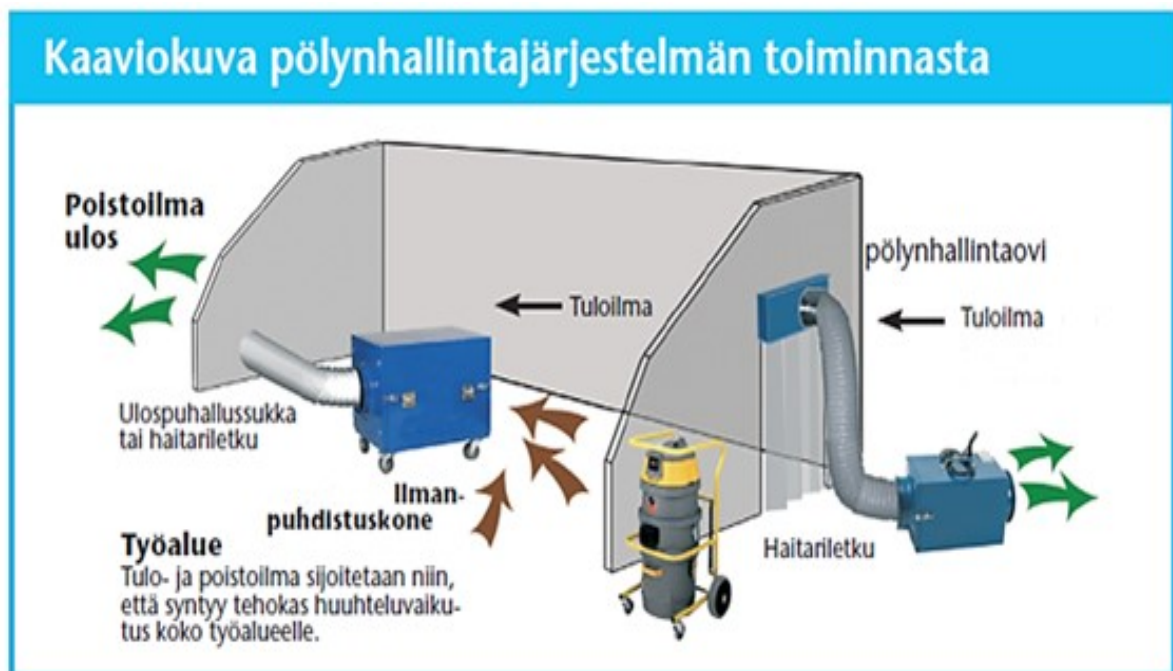 Kaaviokuva pölynhallintajärjestelmän toiminnasta
Poistoilma
ulos
pölynhallintaovi
Tuloilma
Tuloilma
Ulospuhallussukka
tai haitariletku
Ilman-
puhdistuskone
Haitariletku
Työalue
Tulo- ja poistoilma sijoitetaan niin,
että syntyy tehokas huuhteluvaiku-
tus koko työalueelle.